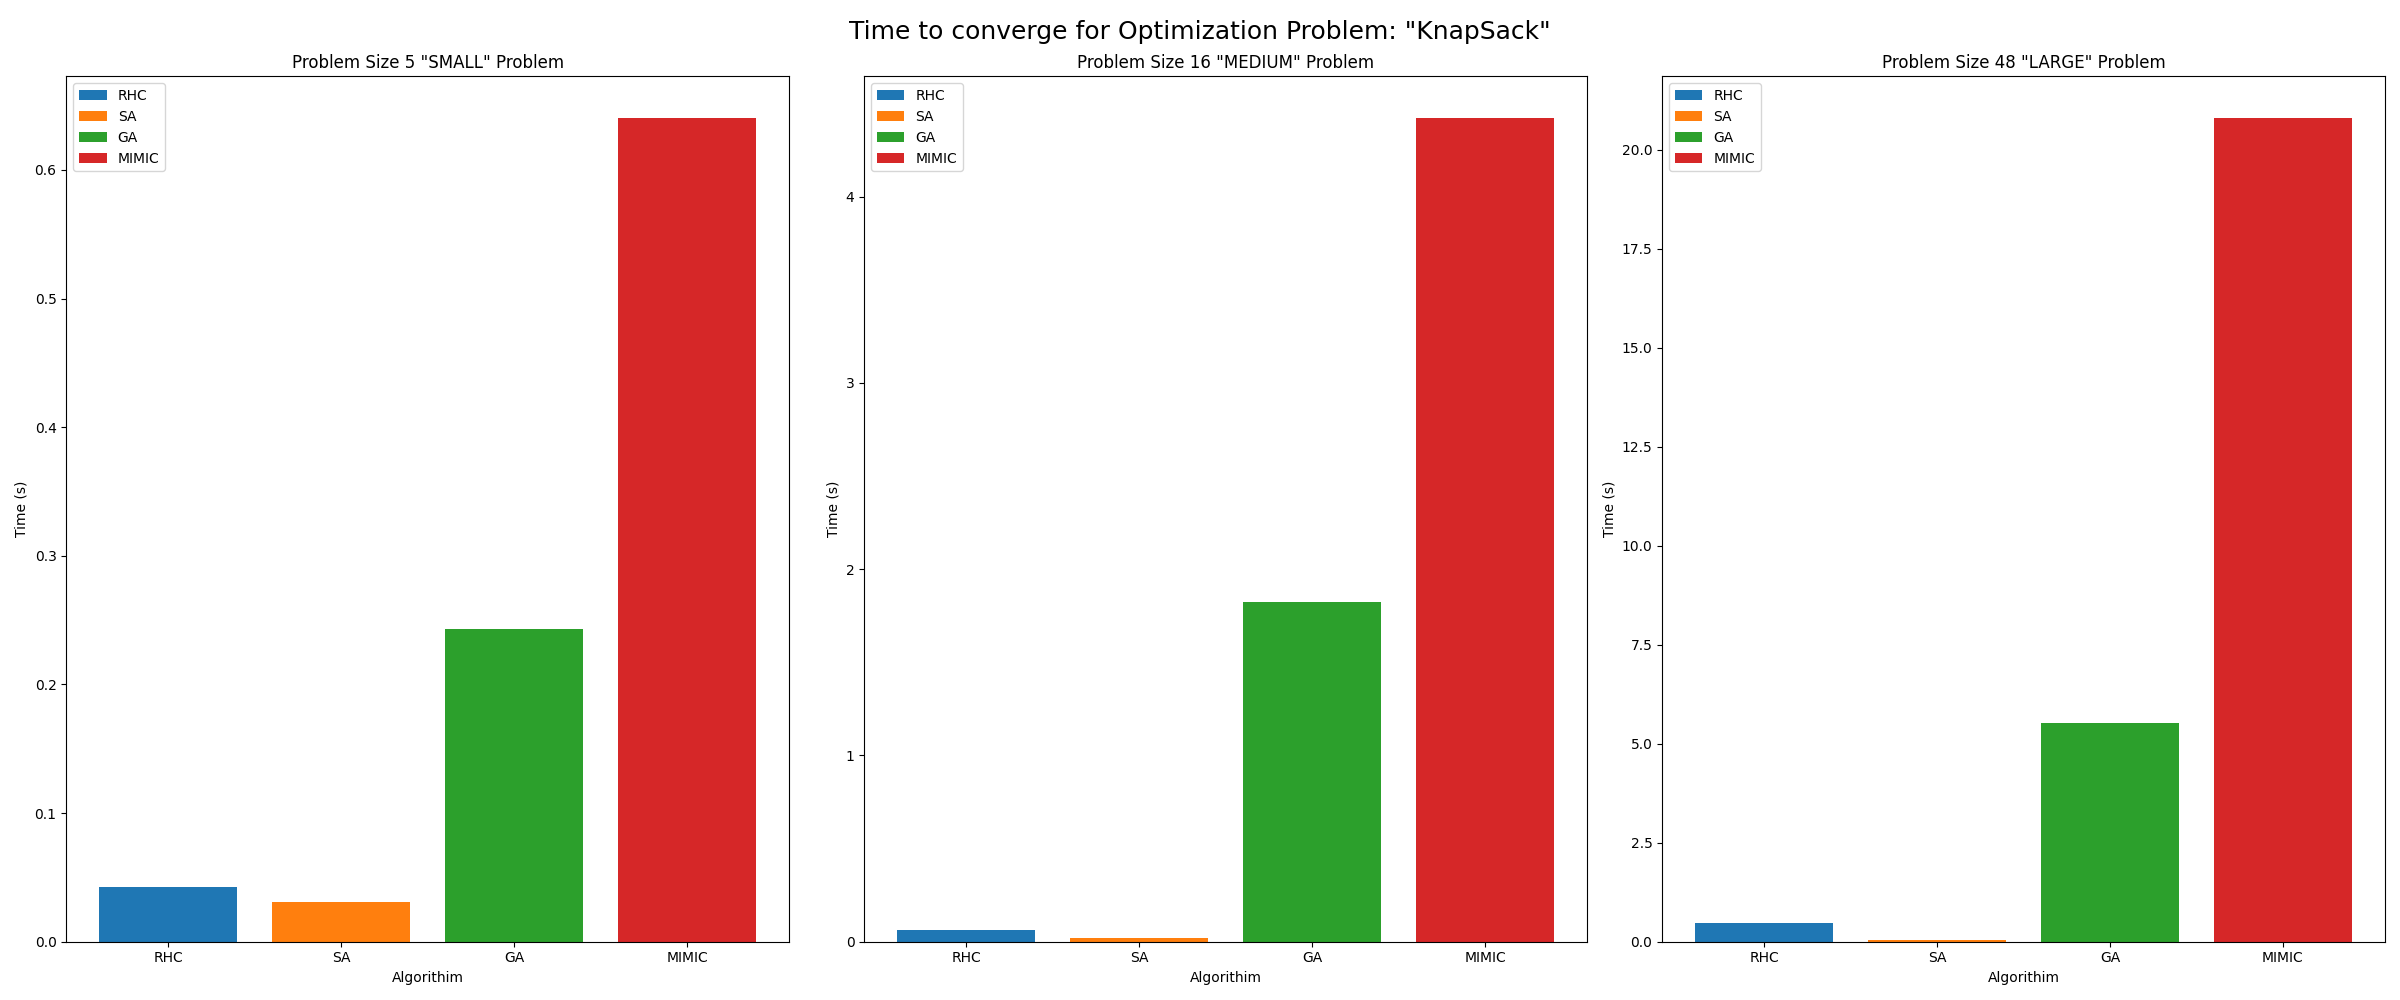 Time to converge for Optimization Problem: "KnapSack"
Problem Size 5 "SMALL" Problem
RHC
SA
GA
MIMIC
0.6
0.5
0.4
0.3
0.2
0.1
0.0
Time (s)
RHC SA GA MIMIC
Algorithim
Problem Size 16 "MEDIUM" Problem
RHC
SA
GA
MIMIC
4
3
2
1
0
Time (s)
RHC SA GA MIMIC
Algorithim
Problem Size 48 "LARGE" Problem
RHC
SA
GA
MIMIC
20.0
17.5
15.0
12.5
10.0
7.5
5.0
2.5
0.0
Time (s)
RHC SA GA MIMIC
Algorithim